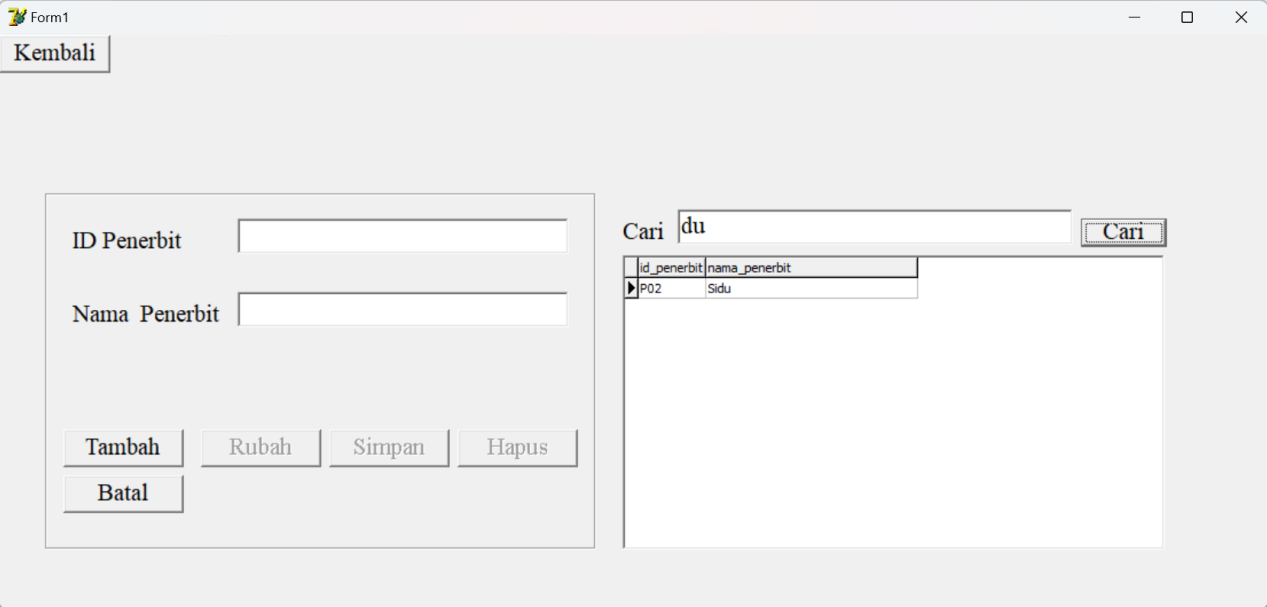 Form1
Kembali
ID Penerbit
Nama Penerbit
Tambah Rubah Simpan Hapus
Batal
Cari du Cari
id_penerbit nama_penerbit
P02 Sidu